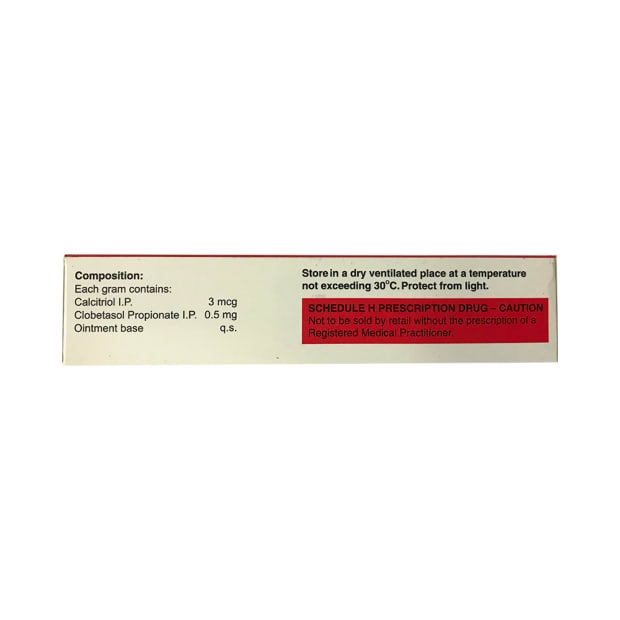 Composition:
Each gram contains:
Calcitriol I.P. 3 mcg
Clobetasol Propionate I.P. 0.5 mg
Ointment base q.s.
Store in a dry ventilated place at a temperature
not exceeding 30°C. Protect from light.
SCHEDULE H PRESCRIPTION DRUG – CAUTION
Not to be sold by retail without the prescription of a
Registered Medical Practitioner.